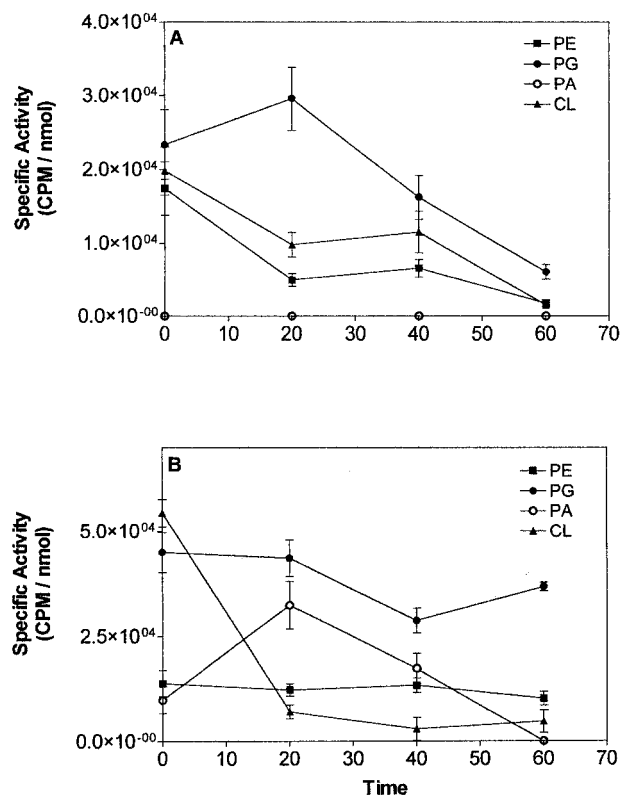 A
4.0×10⁰⁴
3.0×10⁰⁴
2.0×10⁰⁴
1.0×10⁰⁴
0.0×10⁻⁰⁰
Specific Activity
(CPM / nmol)
PE
PG
PA
CL
0 10 20 30 40 50 60 70
B
5.0×10⁰⁴
2.5×10⁰⁴
0.0×10⁻⁰⁰
Specific Activity
(CPM / nmol)
PE
PG
PA
CL
0 10 20 30 40 50 60 70
Time